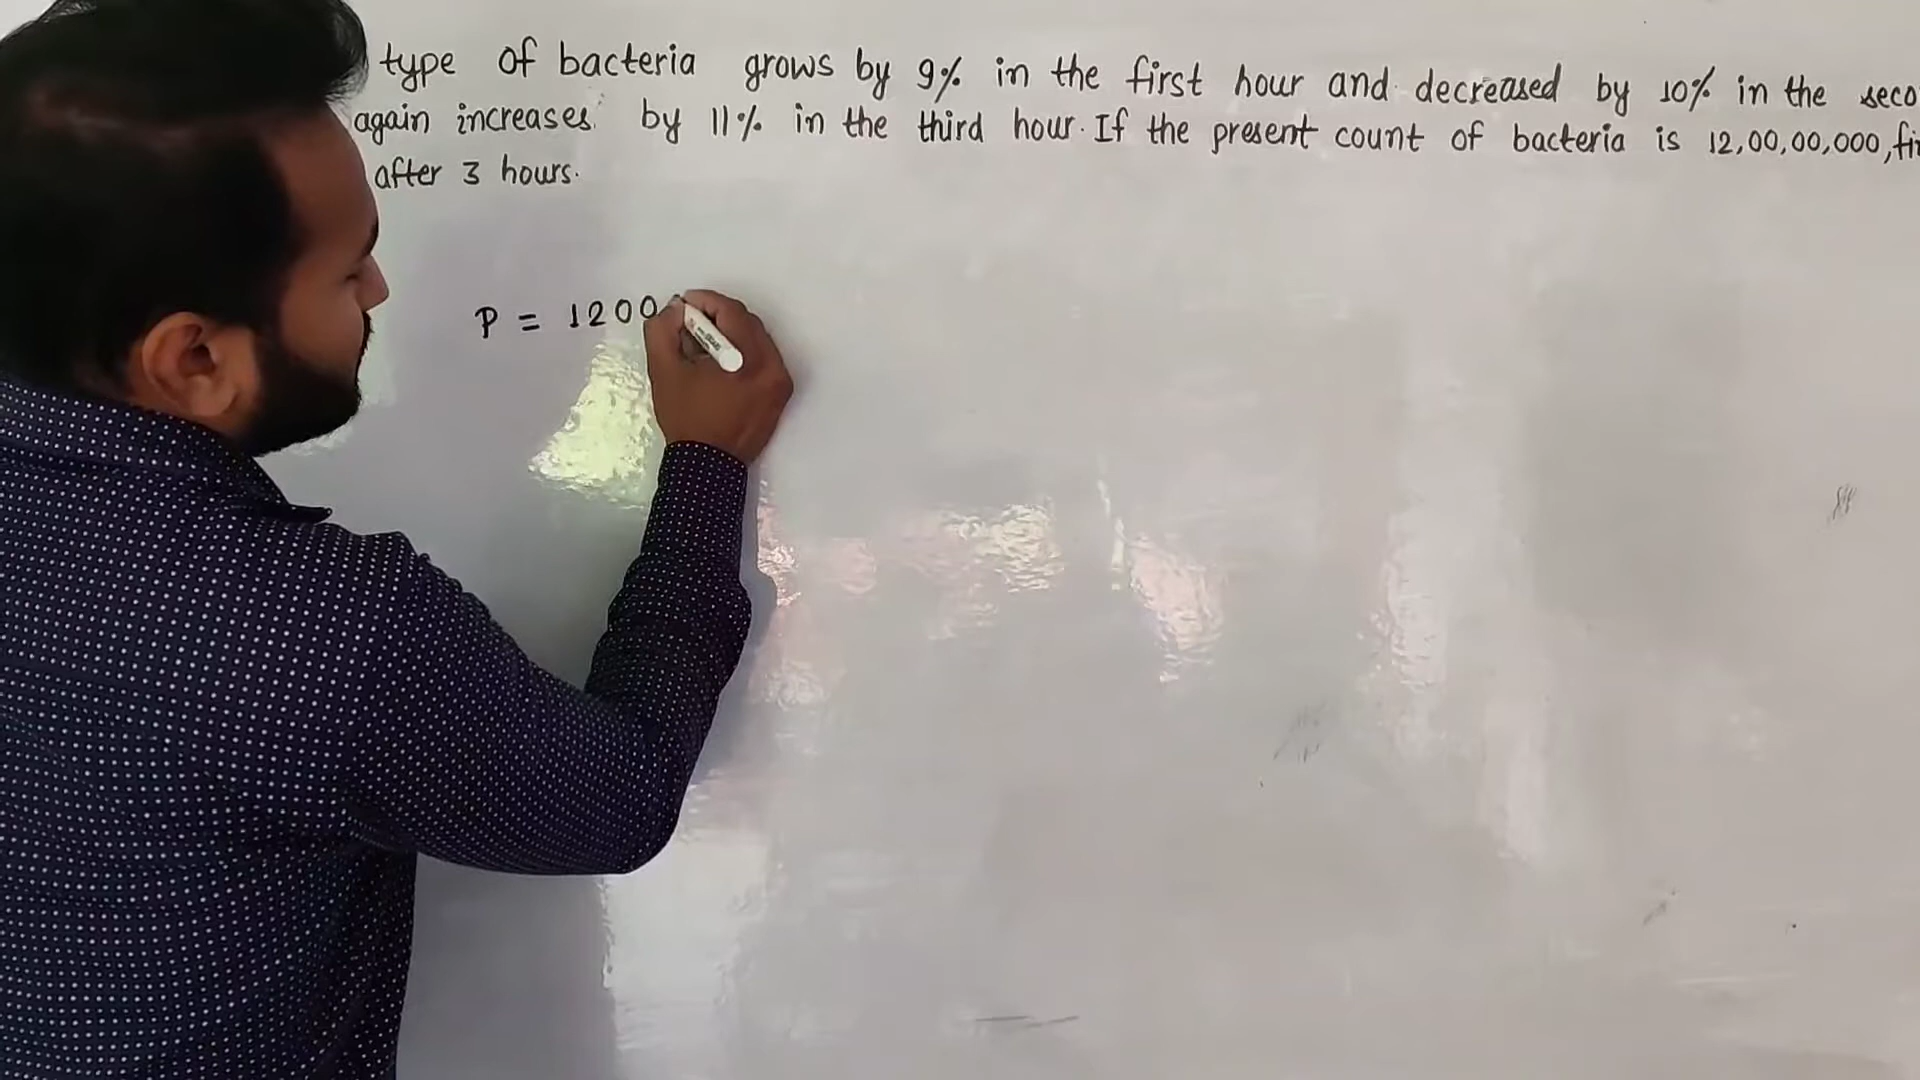 type of bacteria grows by 9% in the first hour and decreased by 10% in the seco
again increases by 11% in the third hour. If the present count of bacteria is 12,00,00,000, fi
after 3 hours.
P = 1200